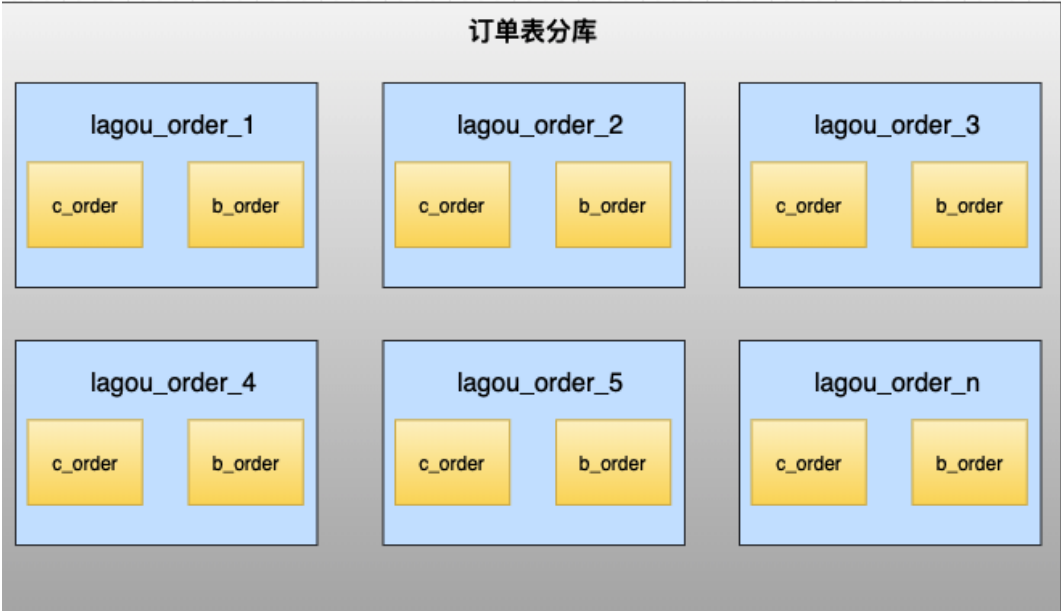 订单表分库
lagou_order_1
c_order
b_order
lagou_order_2
c_order
b_order
lagou_order_3
c_order
b_order
lagou_order_4
c_order
b_order
lagou_order_5
c_order
b_order
lagou_order_n
c_order
b_order